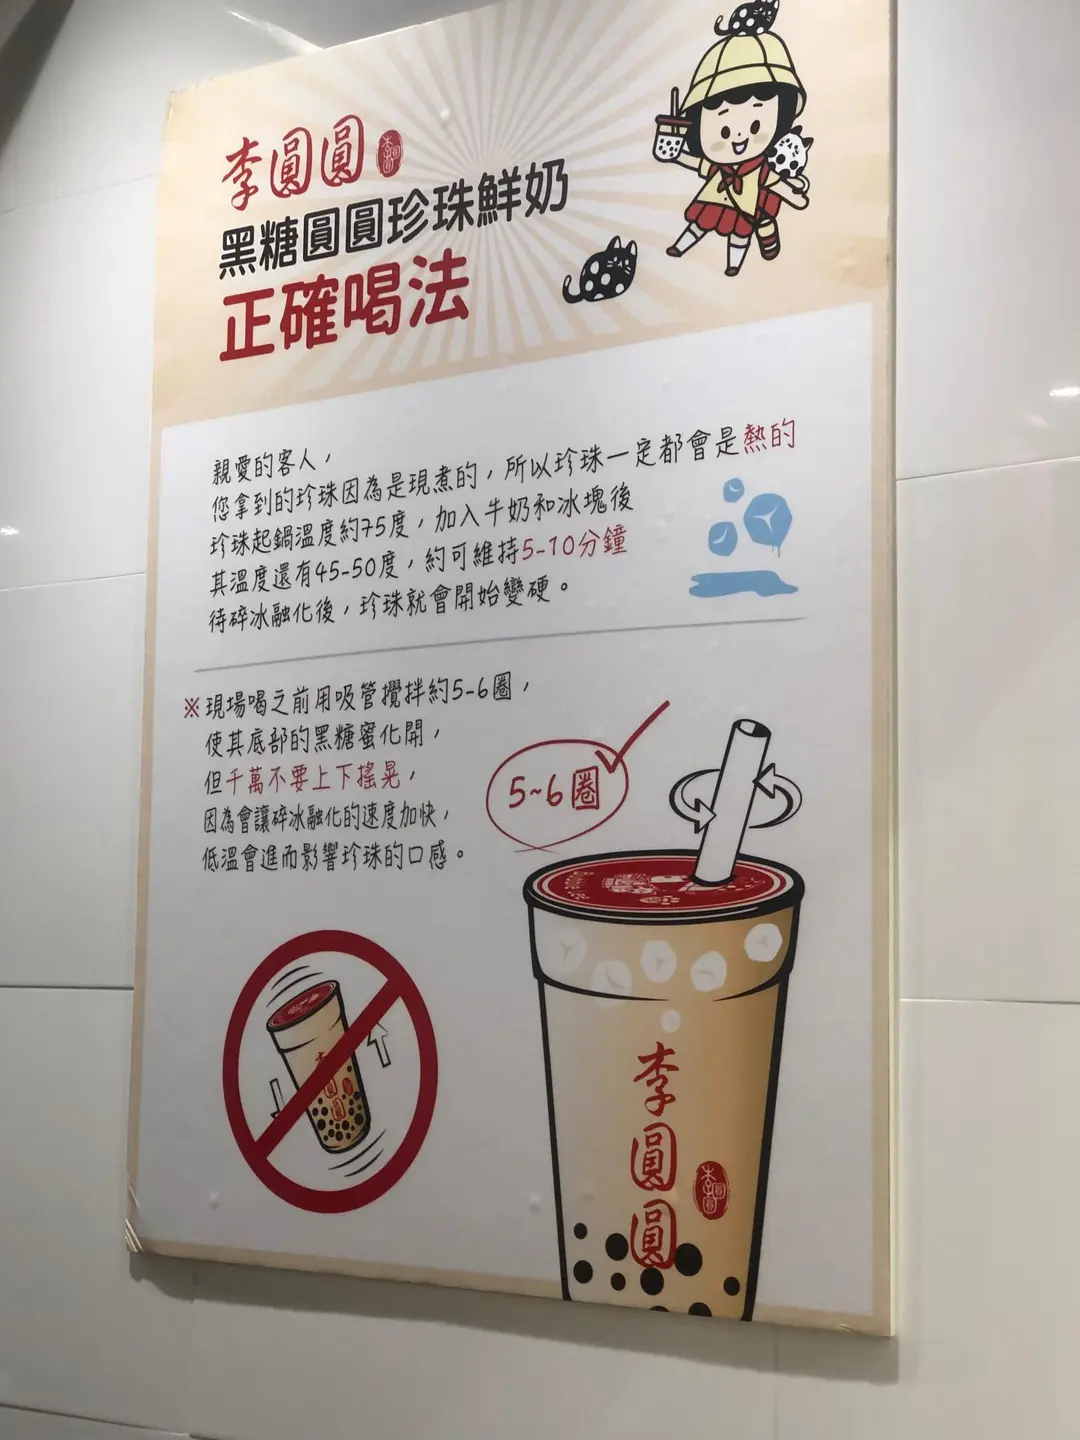 李圓圓
黑糖圓圓珍珠鮮奶
正確喝法
親愛的客人，
您拿到的珍珠因為是現煮的，所以珍珠一定都會是熱的
珍珠起鍋溫度約75度，加入牛奶和冰塊後
其溫度還有45-50度，約可維持5-10分鐘
待碎冰融化後，珍珠就會開始變硬。
※現場喝之前用吸管攪拌約5-6圈，
使其底部的黑糖蜜化開，
但千萬不要上下搖晃，
因為會讓碎冰融化的速度加快，
低溫會進而影響珍珠的口感。
5~6圈
李圓圓